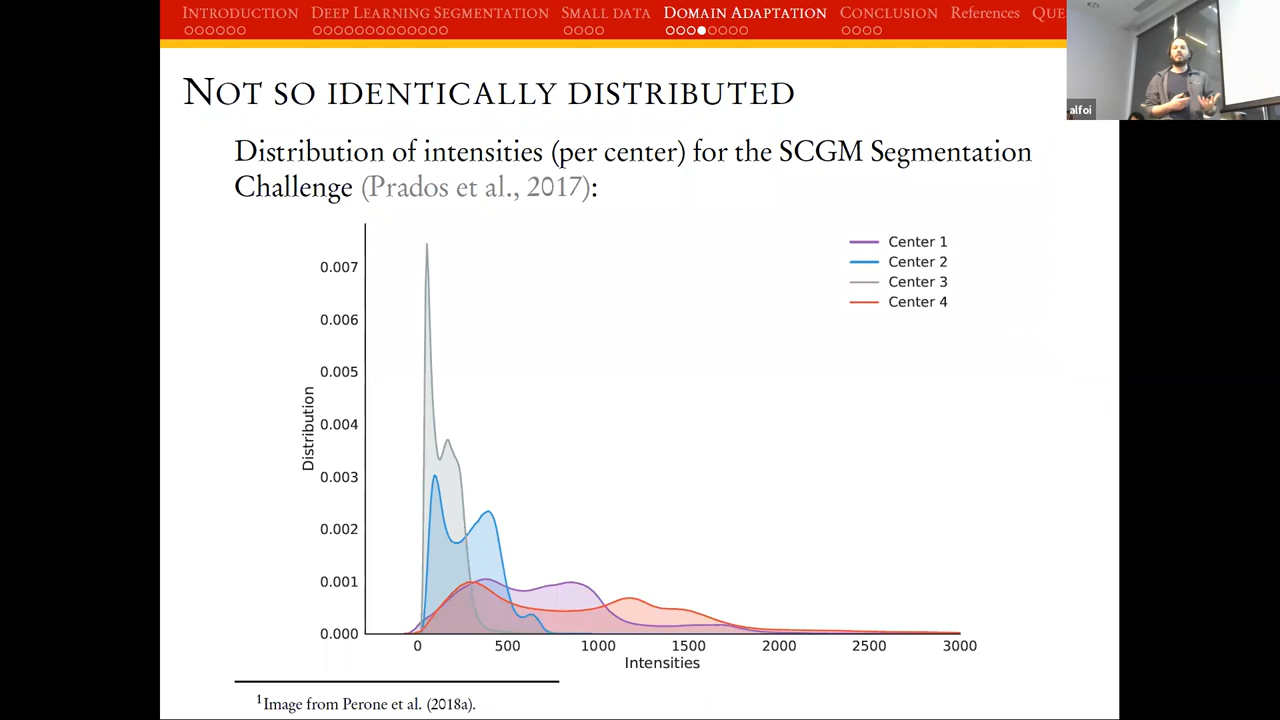 INTRODUCTION DEEP LEARNING SEGMENTATION SMALL DATA DOMAIN ADAPTATION CONCLUSION References
alfoi
NOT SO IDENTICALLY DISTRIBUTED
Distribution of intensities (per center) for the SCGM Segmentation
Challenge (Prados et al., 2017):
Center 1
Center 2
Center 3
Center 4
0.007
0.006
0.005
0.004
0.003
0.002
0.001
0.000
Distribution
0 500 1000 1500 2000 2500 3000
Intensities
1Image from Perone et al. (2018a).